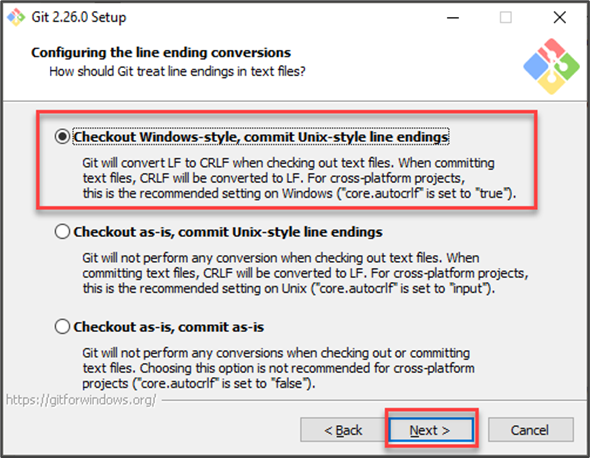 Git 2.26.0 Setup
Configuring the line ending conversions
How should Git treat line endings in text files?
Checkout Windows-style, commit Unix-style line endings
Git will convert LF to CRLF when checking out text files. When committing
text files, CRLF will be converted to LF. For cross-platform projects,
this is the recommended setting on Windows ("core.autocrlf" is set to "true").
Checkout as-is, commit Unix-style line endings
Git will not perform any conversion when checking out text files. When
committing text files, CRLF will be converted to LF. For cross-platform projects,
this is the recommended setting on Unix ("core.autocrlf" is set to "input").
Checkout as-is, commit as-is
Git will not perform any conversions when checking out or committing
text files. Choosing this option is not recommended for cross-platform
projects ("core.autocrlf" is set to "false").
https://gitforwindows.org/
< Back
Next >
Cancel